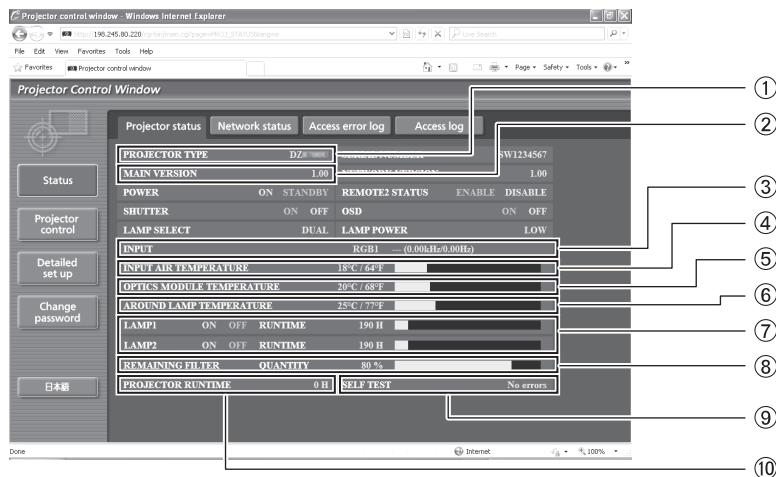 Projector control window - Windows Internet Explorer
198.245.80.220
Live Search
File Edit View Favorites Tools Help
Favorites Projector control window Page Safety Tools
Projector Control Window
Projector status Network status Access error log Access log
①
②
③
④
⑤
⑥
⑦
⑧
⑨
⑩
Status
Projector control
Detailed set up
Change password
日本語
PROJECTOR TYPE DZ SW1234567
MAIN VERSION 1.00 NETWORK VERSION 1.00
POWER ON STANDBY REMOTE2 STATUS ENABLE DISABLE
SHUTTER ON OFF OSD ON OFF
LAMP SELECT DUAL LAMP POWER LOW
INPUT RGB1 --- (0.00kHz/0.00Hz)
INPUT AIR TEMPERATURE 18°C / 64°F
OPTICS MODULE TEMPERATURE 20°C / 68°F
AROUND LAMP TEMPERATURE 25°C / 77°F
LAMP1 ON OFF RUNTIME 190 H
LAMP2 ON OFF RUNTIME 190 H
REMAINING FILTER QUANTITY 80 %
PROJECTOR RUNTIME 0 H SELF TEST No errors
Done Internet 100%